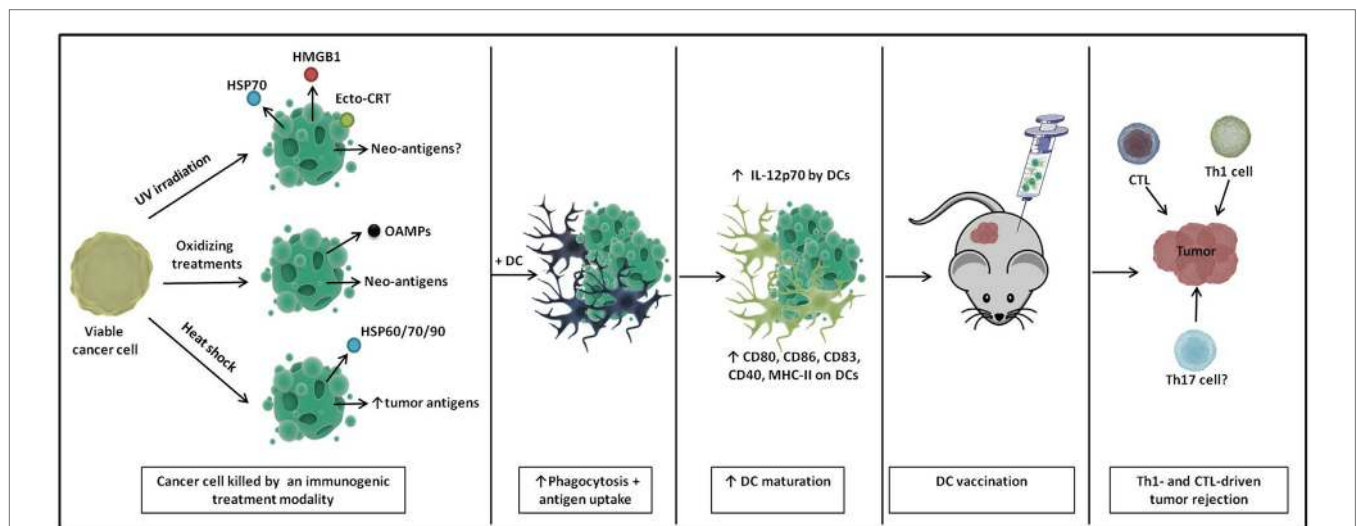 HMGB1
HSP70
Ecto-CRT
Neo-antigens?
UV irradiation
Oxidizing
treatments
OAMPs
Neo-antigens
Viable
cancer cell
Heat shock
HSP60/70/90
↑tumor antigens
Cancer cell killed by an immunogenic
treatment modality
+ DC
↑Phagocytosis +
antigen uptake
↑ IL-12p70 by DCs
↑ CD80, CD86, CD83,
CD40, MHC-II on DCs
↑ DC maturation
DC vaccination
CTL
Th1 cell
Tumor
Th17 cell?
Th1- and CTL-driven
tumor rejection